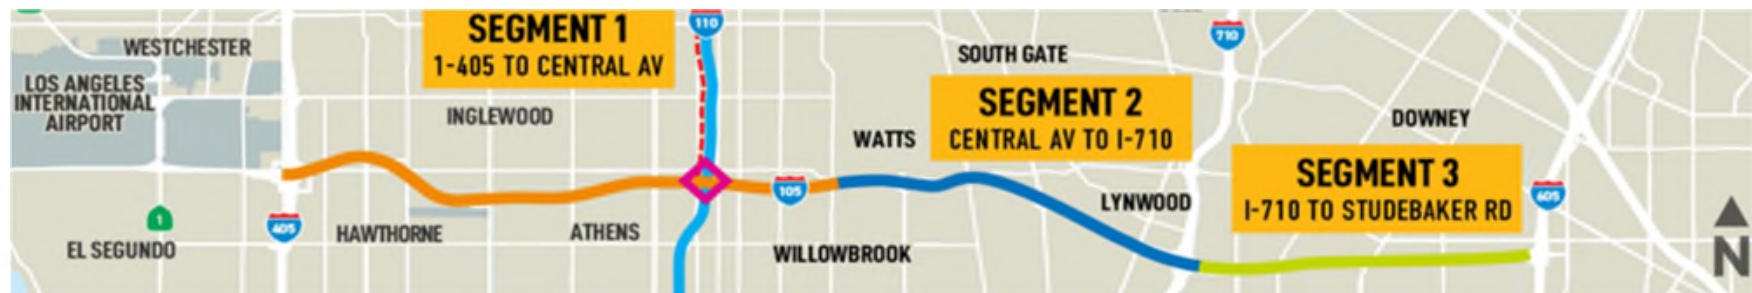 SEGMENT 1
1-405 TO CENTRAL AV
110
710
WESTCHESTER
SOUTH GATE
LOS ANGELES
INTERNATIONAL
AIRPORT
INGLEWOOD
SEGMENT 2
CENTRAL AV TO I-710
WATTS
DOWNEY
SEGMENT 3
I-710 TO STUDEBAKER RD
105
605
LYNWOOD
1
405
HAWTHORNE
ATHENS
EL SEGUNDO
WILLOWBROOK
N